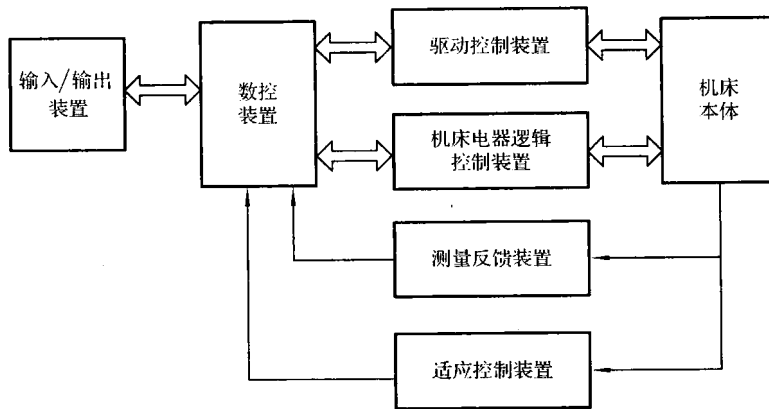 输入/输出
装置
数控
装置
驱动控制装置
机床电器逻辑
控制装置
测量反馈装置
适应控制装置
机床
本体